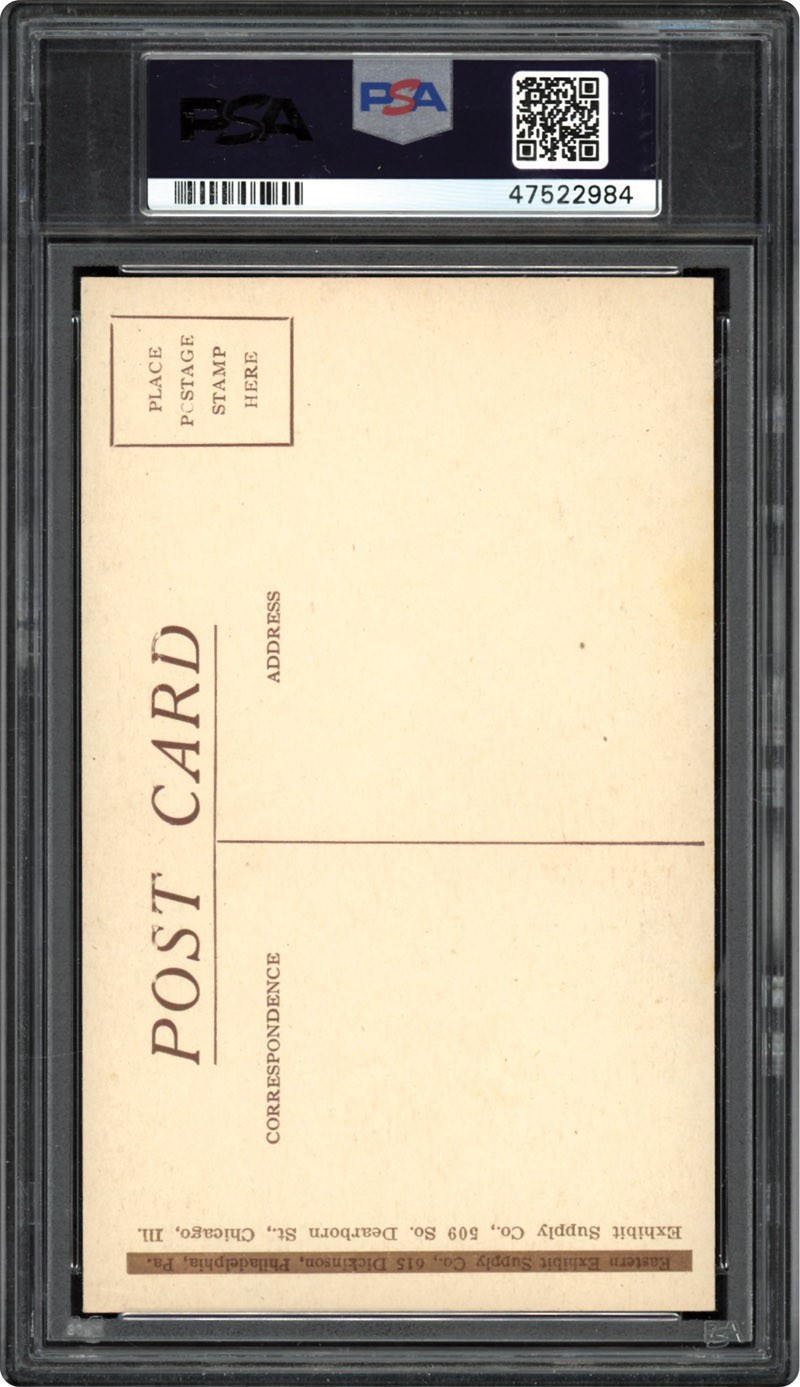 PSA
PSA
47522984
PLACE
POSTAGE
STAMP
HERE
POST CARD
ADDRESS
CORRESPONDENCE
Exhibit Supply Co., 509 So. Dearborn St., Chicago, Ill.
Eastern Exhibit Supply Co., 615 Dickinson, Philadelphia, Pa.
PSA